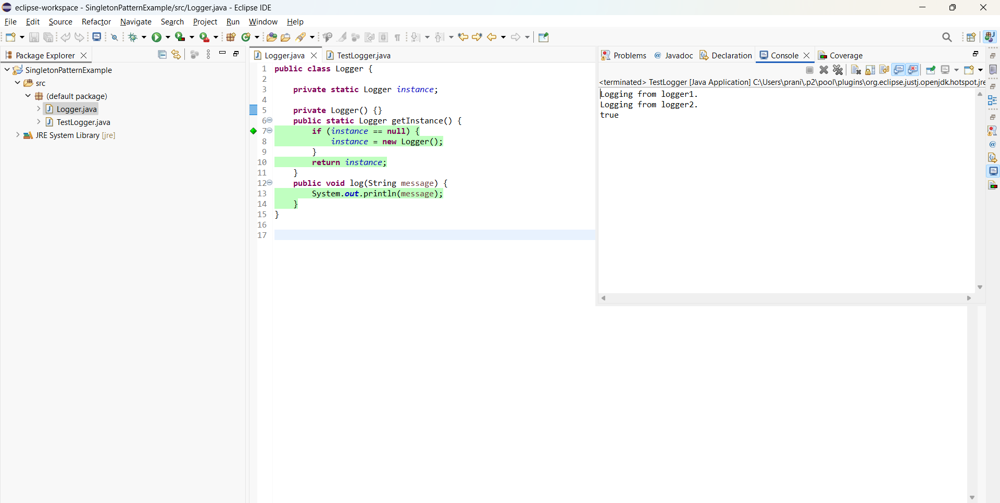 eclipse-workspace - SingletonPatternExample/src/Logger.java - Eclipse IDE
File Edit Source Refactor Navigate Search Project Run Window Help
Package Explorer
SingletonPatternExample
src
(default package)
Logger.java
TestLogger.java
JRE System Library [jre]
Logger.java TestLogger.java
1 public class Logger {
2
3     private static Logger instance;
4
5     private Logger() {}
6     public static Logger getInstance() {
7         if (instance == null) {
8             instance = new Logger();
9         }
10         return instance;
11     }
12     public void log(String message) {
13         System.out.println(message);
14     }
15 }
16
17
Problems @ Javadoc Declaration Console Coverage
<terminated> TestLogger [Java Application] C:\Users\prani\.p2\pool\plugins\org.eclipse.justj.openjdk.hotspot.jre
Logging from logger1.
Logging from logger2.
true